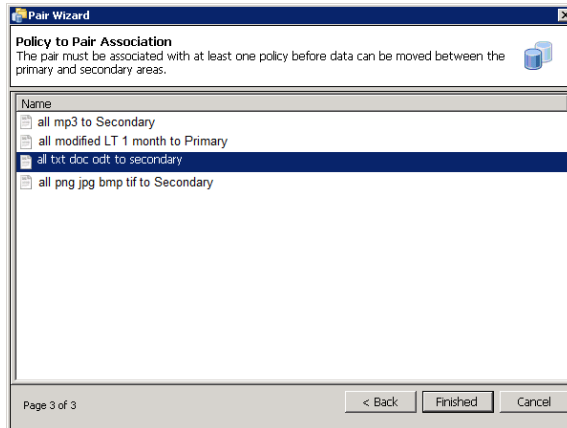 Pair Wizard
Policy to Pair Association
The pair must be associated with at least one policy before data can be moved between the
primary and secondary areas.
Name
all mp3 to Secondary
all modified LT 1 month to Primary
all txt doc odt to secondary
all png jpg bmp tif to Secondary
Page 3 of 3
< Back Finished Cancel